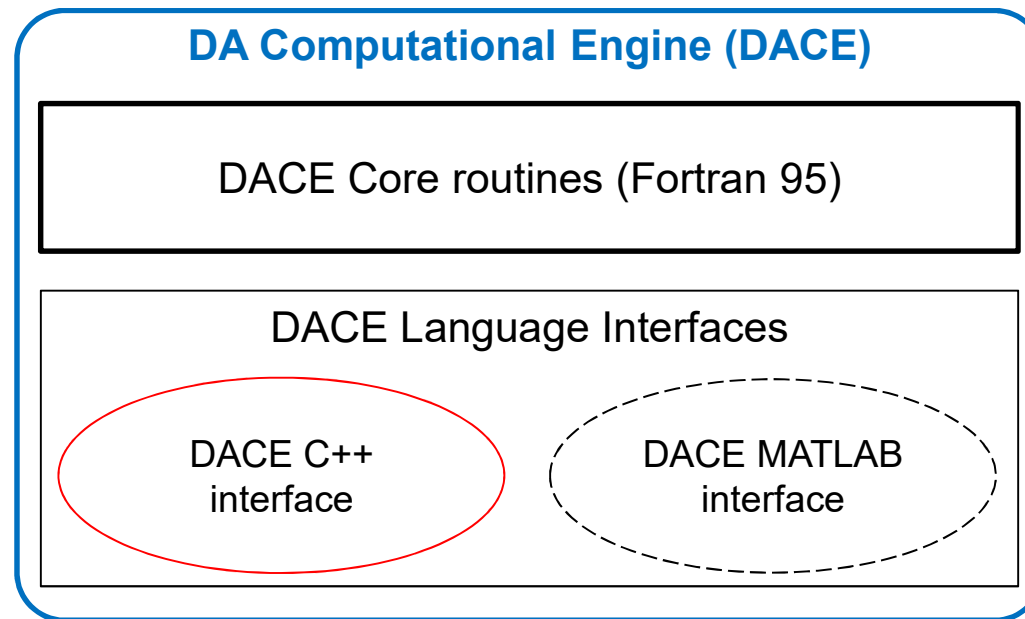 DA Computational Engine (DACE)
DACE Core routines (Fortran 95)
DACE Language Interfaces
DACE C++
interface
DACE MATLAB
interface